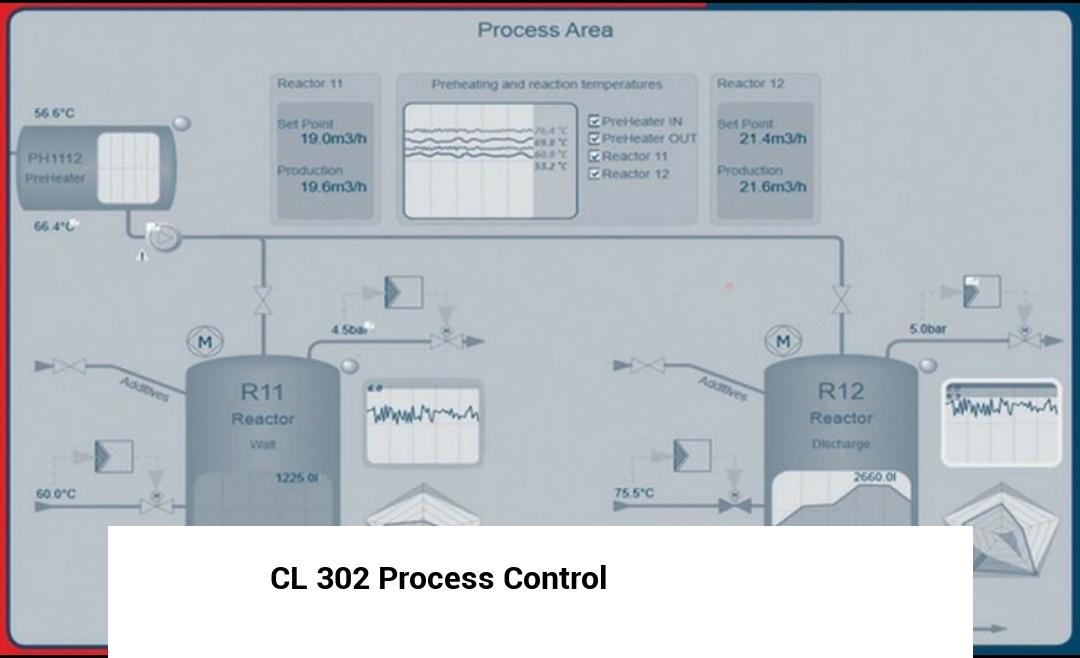 Process Area
Reactor 11
Set Point
19.0m3/h
Production
19.6m3/h
Preheating and reaction temperatures
76.4 °C
69.8 °C
60.9 °C
53.2 °C
PreHeater IN
PreHeater OUT
Reactor 11
Reactor 12
Reactor 12
Set Point
21.4m3/h
Production
21.6m3/h
56.6°C
PH1112
PreHeater
66.4°C
4.5bar
5.0bar
M
M
M
M
Additives
R11
Reactor
Wait
1225.0l
60.0°C
M
Additives
R12
Reactor
Discharge
2660.0l
75.5°C
M
CL 302 Process Control